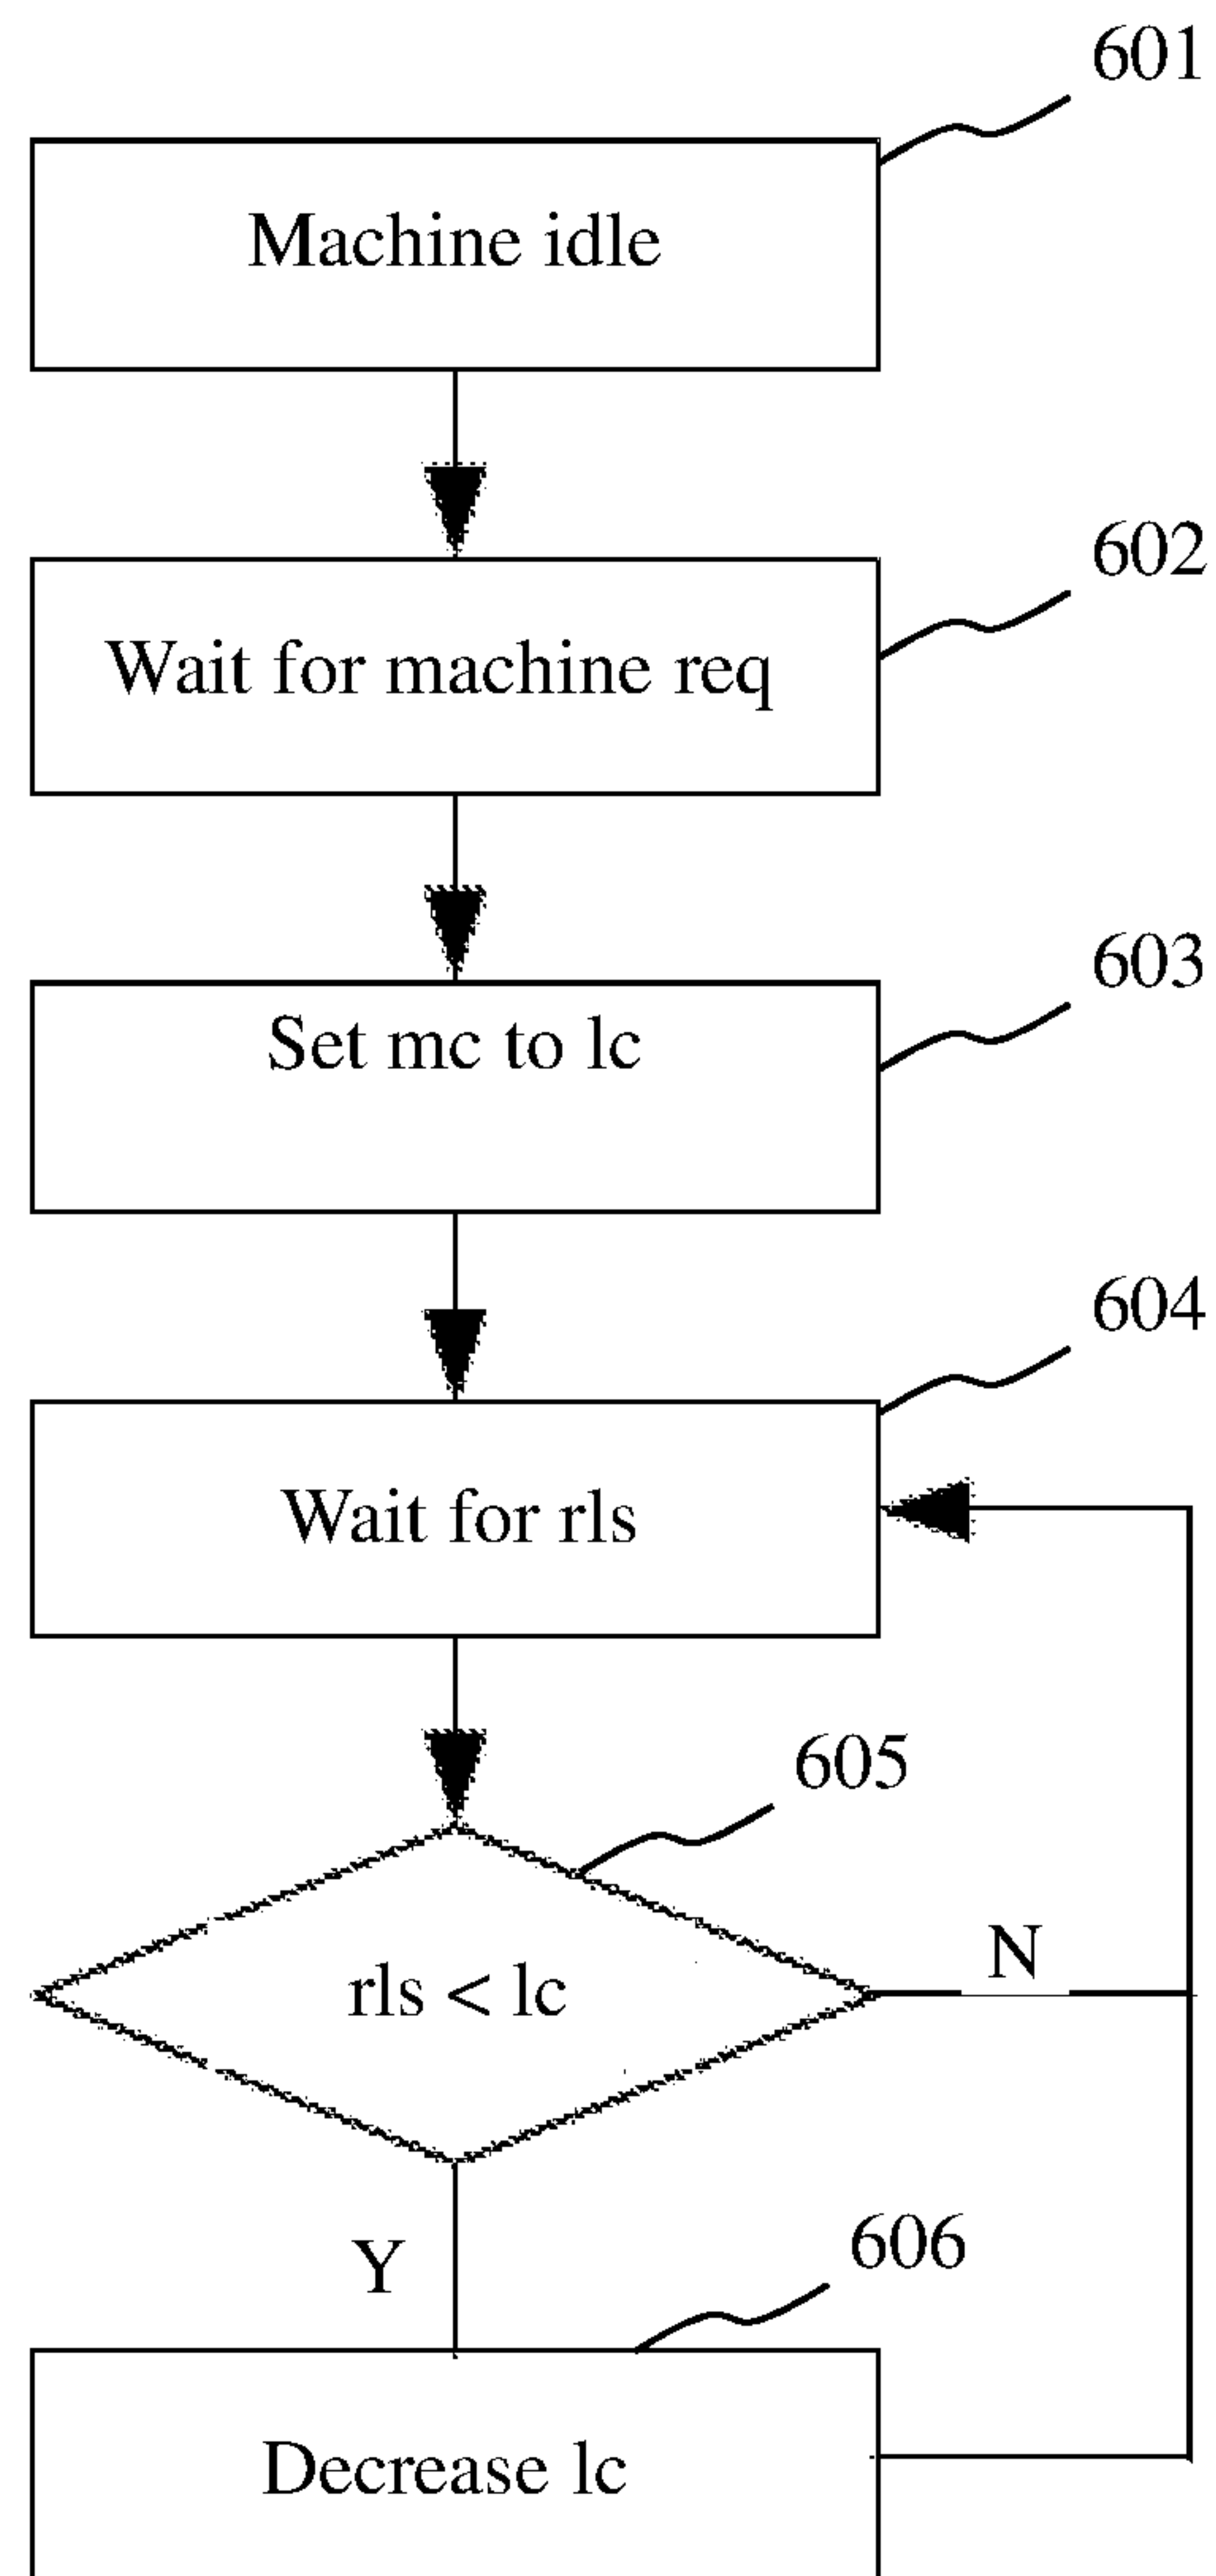 601
Machine idle
602
Wait for machine req
603
Set mc to lc
604
Wait for rls
605
rls < lc
N
Y
606
Decrease lc